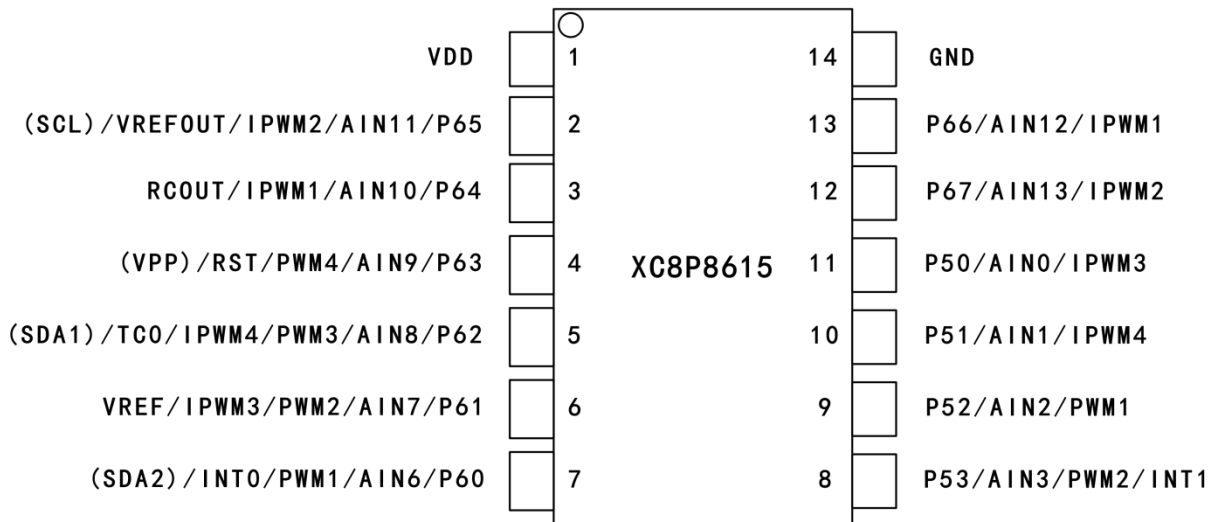 VDD 1 14 GND
(SCL)/VREFOUT/IPWM2/AIN11/P65 2 13 P66/AIN12/IPWM1
RCOUT/IPWM1/AIN10/P64 3 12 P67/AIN13/IPWM2
(VPP)/RST/PWM4/AIN9/P63 4 XC8P8615 11 P50/AIN0/IPWM3
(SDA1)/TC0/IPWM4/PWM3/AIN8/P62 5 10 P51/AIN1/IPWM4
VREF/IPWM3/PWM2/AIN7/P61 6 9 P52/AIN2/PWM1
(SDA2)/INT0/PWM1/AIN6/P60 7 8 P53/AIN3/PWM2/INT1